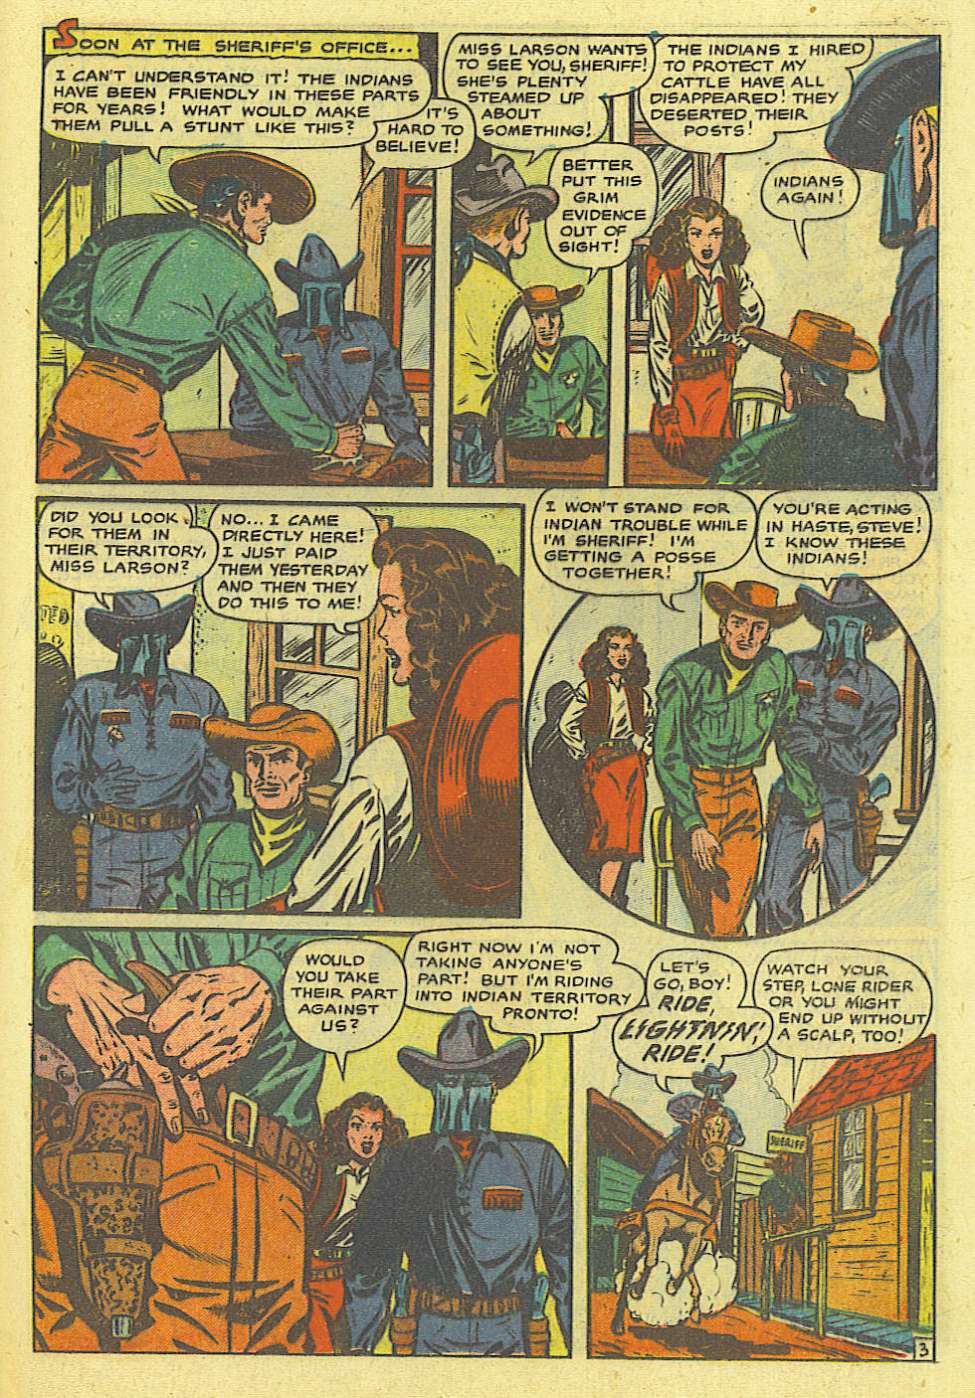 SOON AT THE SHERIFF'S OFFICE...
I CAN'T UNDERSTAND IT! THE INDIANS
HAVE BEEN FRIENDLY IN THESE PARTS
FOR YEARS! WHAT WOULD MAKE
THEM PULL A STUNT LIKE THIS?
IT'S
HARD TO
BELIEVE!
MISS LARSON WANTS
TO SEE YOU, SHERIFF!
SHE'S PLENTY
STEAMED UP
ABOUT
SOMETHING!
BETTER
PUT THIS
GRIM
EVIDENCE
OUT OF
SIGHT!
THE INDIANS I HIRED
TO PROTECT MY
CATTLE HAVE ALL
DISAPPEARED! THEY
DESERTED THEIR
POSTS!
INDIANS
AGAIN!
DID YOU LOOK
FOR THEM IN
THEIR TERRITORY,
MISS LARSON?
NO... I CAME
DIRECTLY HERE!
I JUST PAID
THEM YESTERDAY
AND THEN THEY
DO THIS TO ME!
TED
I WON'T STAND FOR
INDIAN TROUBLE WHILE
I'M SHERIFF! I'M
GETTING A POSSE
TOGETHER!
YOU'RE ACTING
IN HASTE, STEVE!
I KNOW THESE
INDIANS!
WOULD
YOU TAKE
THEIR PART
AGAINST
US?
RIGHT NOW I'M NOT
TAKING ANYONE'S
PART! BUT I'M RIDING
INTO INDIAN TERRITORY
PRONTO!
LET'S
GO, BOY!
RIDE,
LIGHTNIN',
RIDE!
WATCH YOUR
STEP, LONE RIDER
OR YOU MIGHT
END UP WITHOUT
A SCALP, TOO!
SHERIFF
3